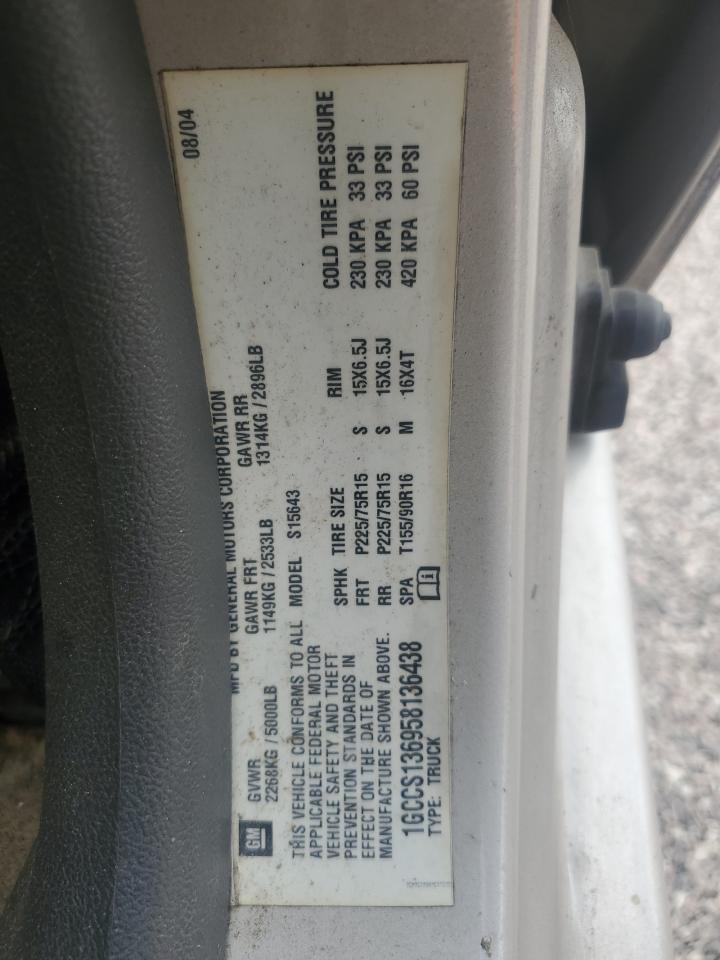 08/04
MFD BY GENERAL MOTORS CORPORATION
GM
GVWR GAWR FRT GAWR RR
2268KG / 5000LB 1149KG / 2533LB 1314KG / 2896LB
THIS VEHICLE CONFORMS TO ALL
APPLICABLE FEDERAL MOTOR
VEHICLE SAFETY AND THEFT
PREVENTION STANDARDS IN
EFFECT ON THE DATE OF
MANUFACTURE SHOWN ABOVE.
MODEL S15643
SPHK TIRE SIZE RIM COLD TIRE PRESSURE
FRT P225/75R15 S 15X6.5J 230 KPA 33 PSI
RR P225/75R15 S 15X6.5J 230 KPA 33 PSI
SPA T155/90R16 M 16X4T 420 KPA 60 PSI
1GCCS136958136438
TYPE: TRUCK